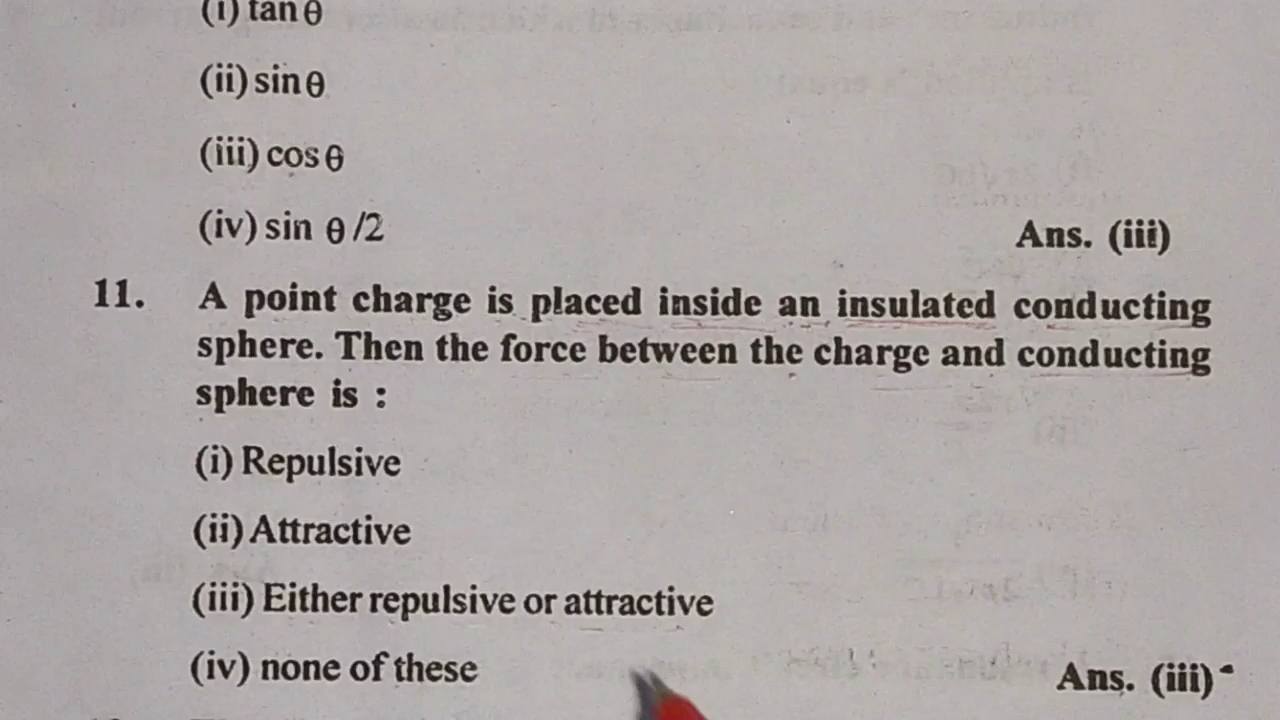 (i) tan θ
(ii) sin θ
(iii) cos θ
(iv) sin θ/2
Ans. (iii)
11. A point charge is placed inside an insulated conducting
sphere. Then the force between the charge and conducting
sphere is :
(i) Repulsive
(ii) Attractive
(iii) Either repulsive or attractive
(iv) none of these
Ans. (iii)